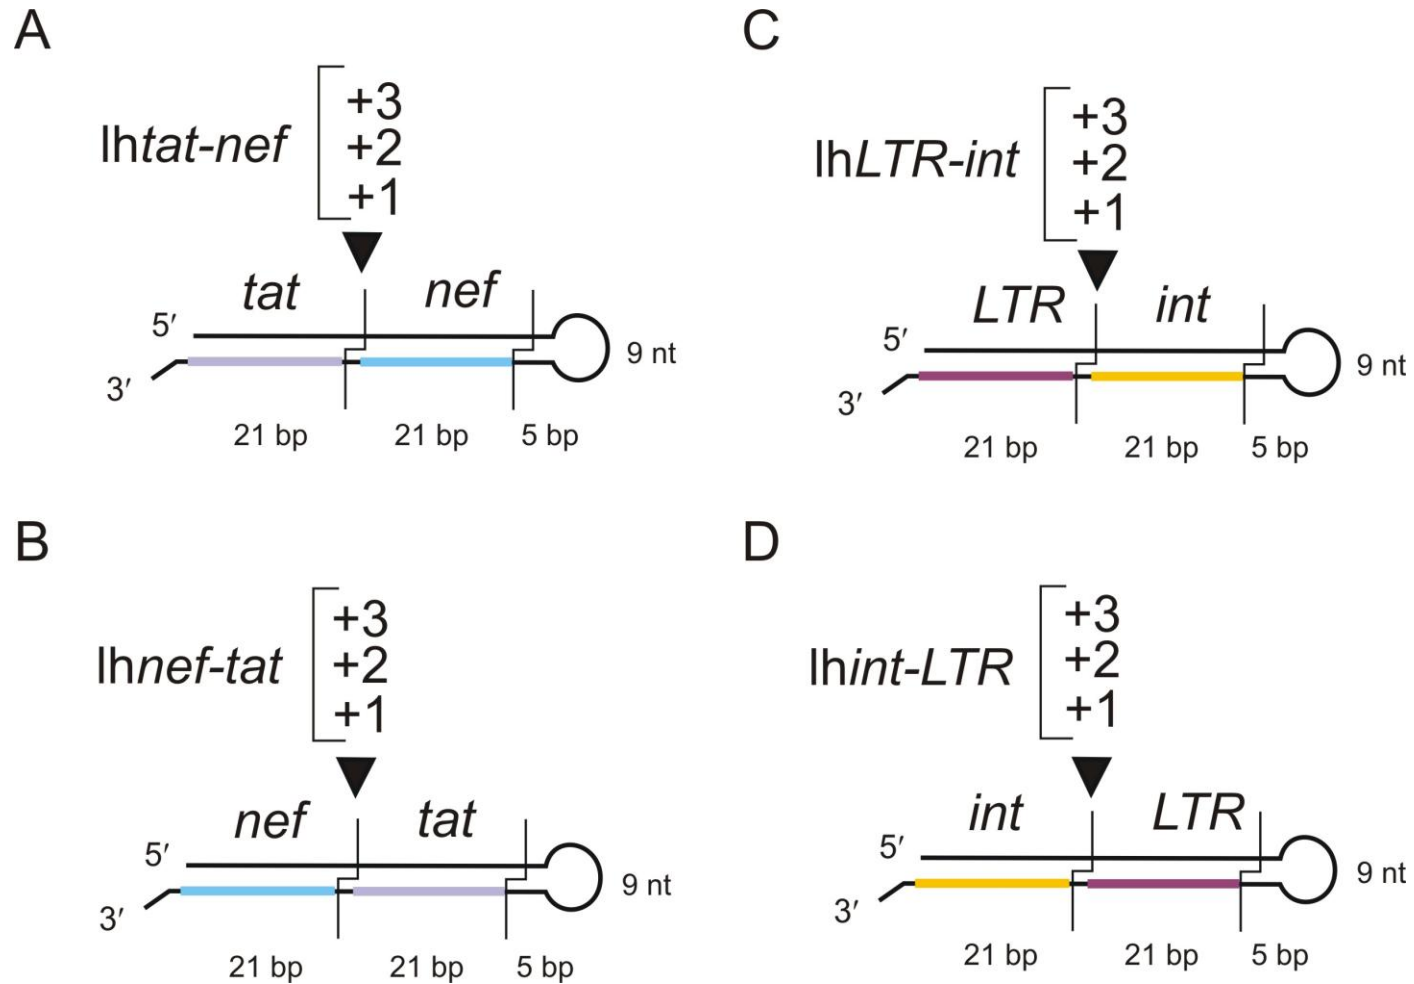 A
+3
lhtat-nef
+2
+1
tat
nef
5′
9 nt
3′
21 bp
21 bp
5 bp
B
+3
lhnef-tat
+2
+1
nef
tat
5′
9 nt
3′
21 bp
21 bp
5 bp
C
+3
lhLTR-int
+2
+1
LTR
int
5′
9 nt
3′
21 bp
21 bp
5 bp
D
+3
lhint-LTR
+2
+1
int
LTR
5′
9 nt
3′
21 bp
21 bp
5 bp